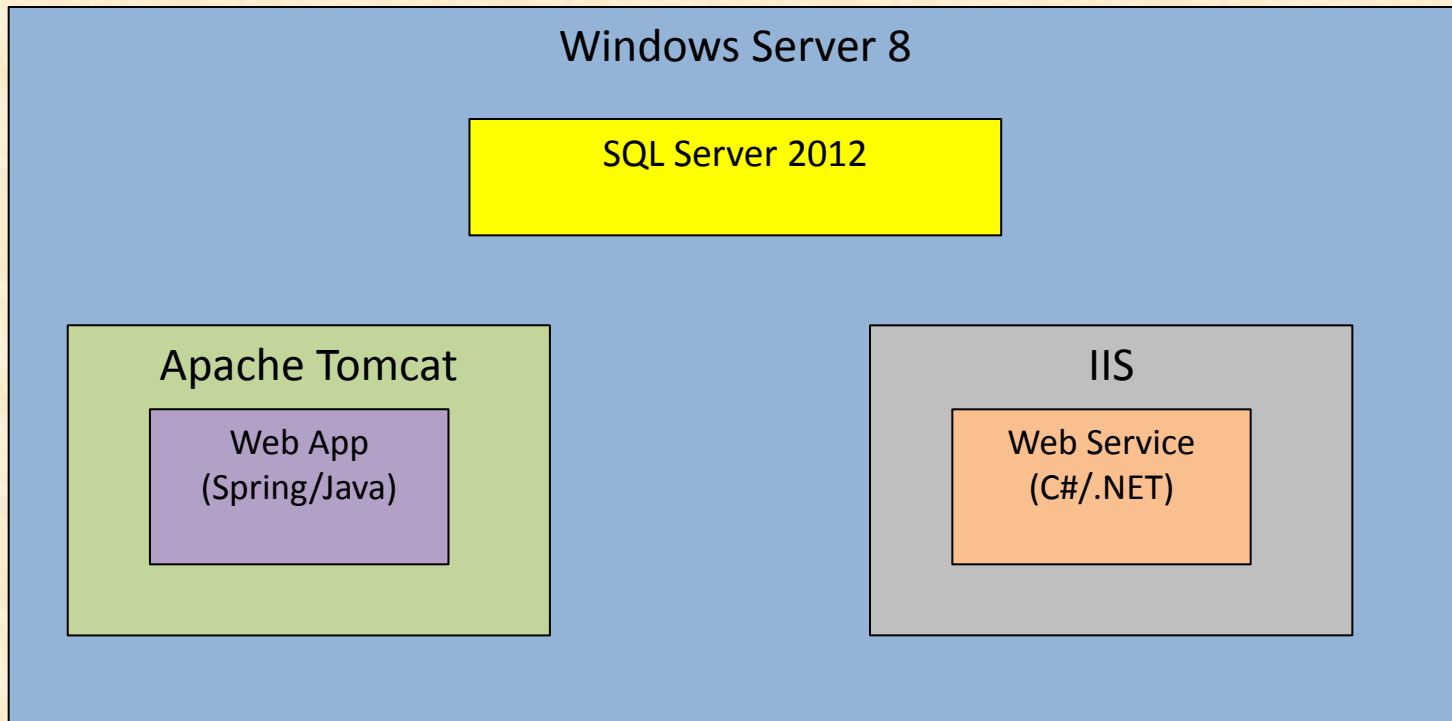 Windows Server 8
SQL Server 2012
Apache Tomcat
Web App
(Spring/Java)
IIS
Web Service
(C#/.NET)